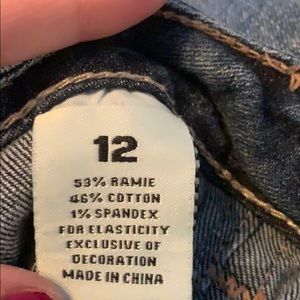 12
53% RAMIE
46% COTTON
1% SPANDEX
FOR ELASTICITY
EXCLUSIVE OF
DECORATION
MADE IN CHINA